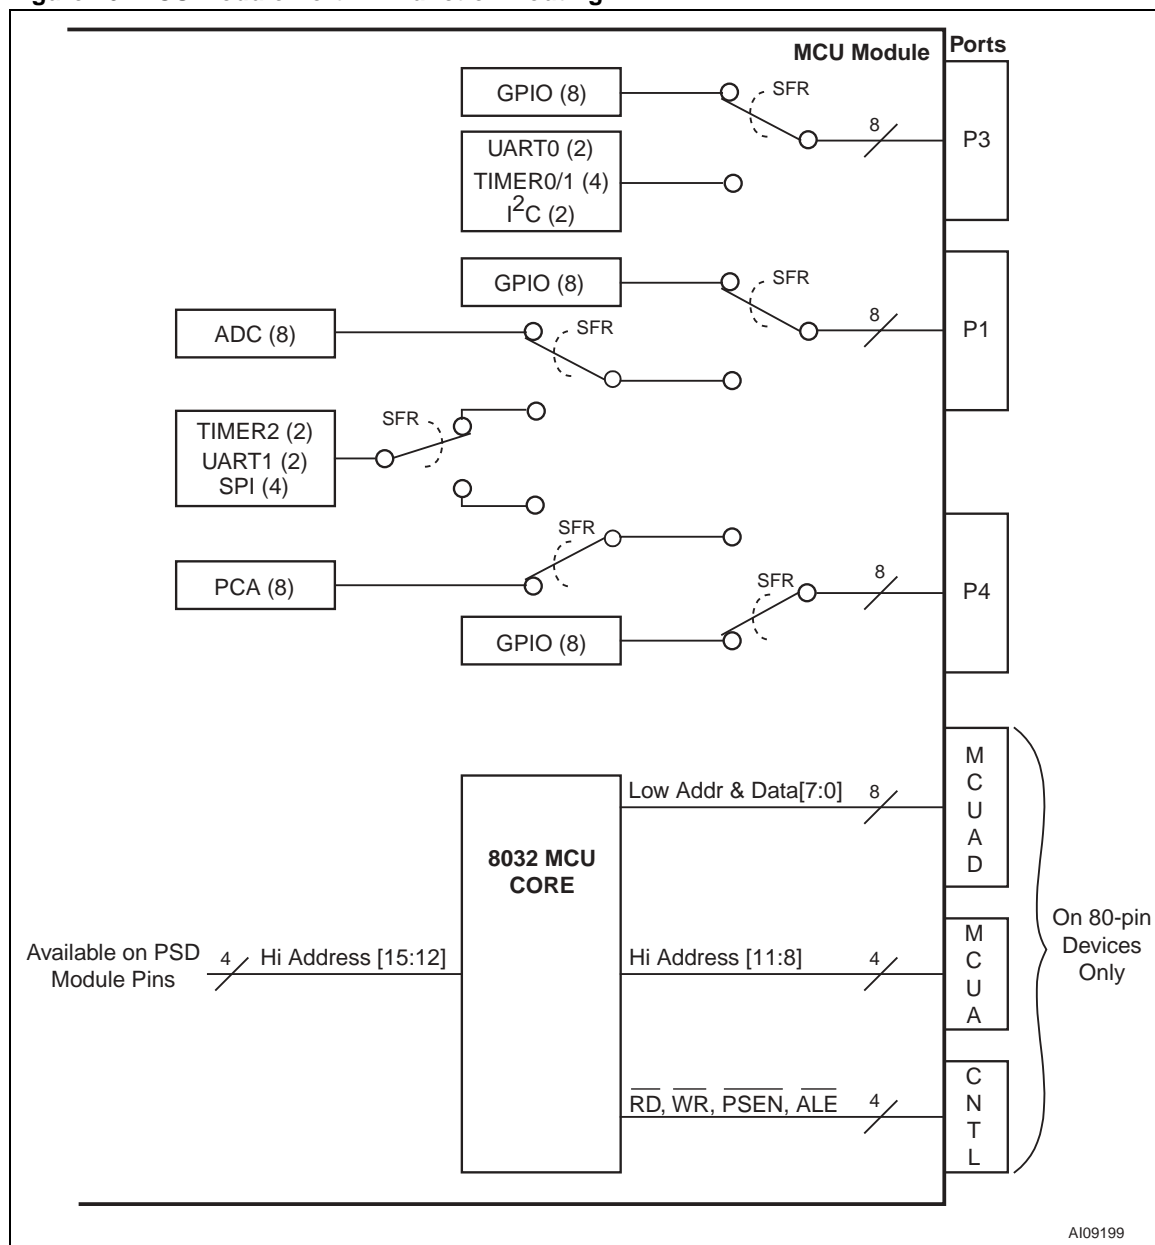 MCU Module
Ports
GPIO (8)
SFR
8
P3
UART0 (2)
TIMER0/1 (4)
I2C (2)
GPIO (8)
SFR
8
P1
ADC (8)
SFR
TIMER2 (2)
UART1 (2)
SPI (4)
SFR
PCA (8)
SFR
GPIO (8)
SFR
8
P4
8032 MCU
CORE
Low Addr & Data[7:0]
8
MCUAD
Available on PSD
Module Pins
4
Hi Address [15:12]
Hi Address [11:8]
4
MCUA
On 80-pin
Devices
Only
RD, WR, PSEN, ALE
4
CNTL
AI09199